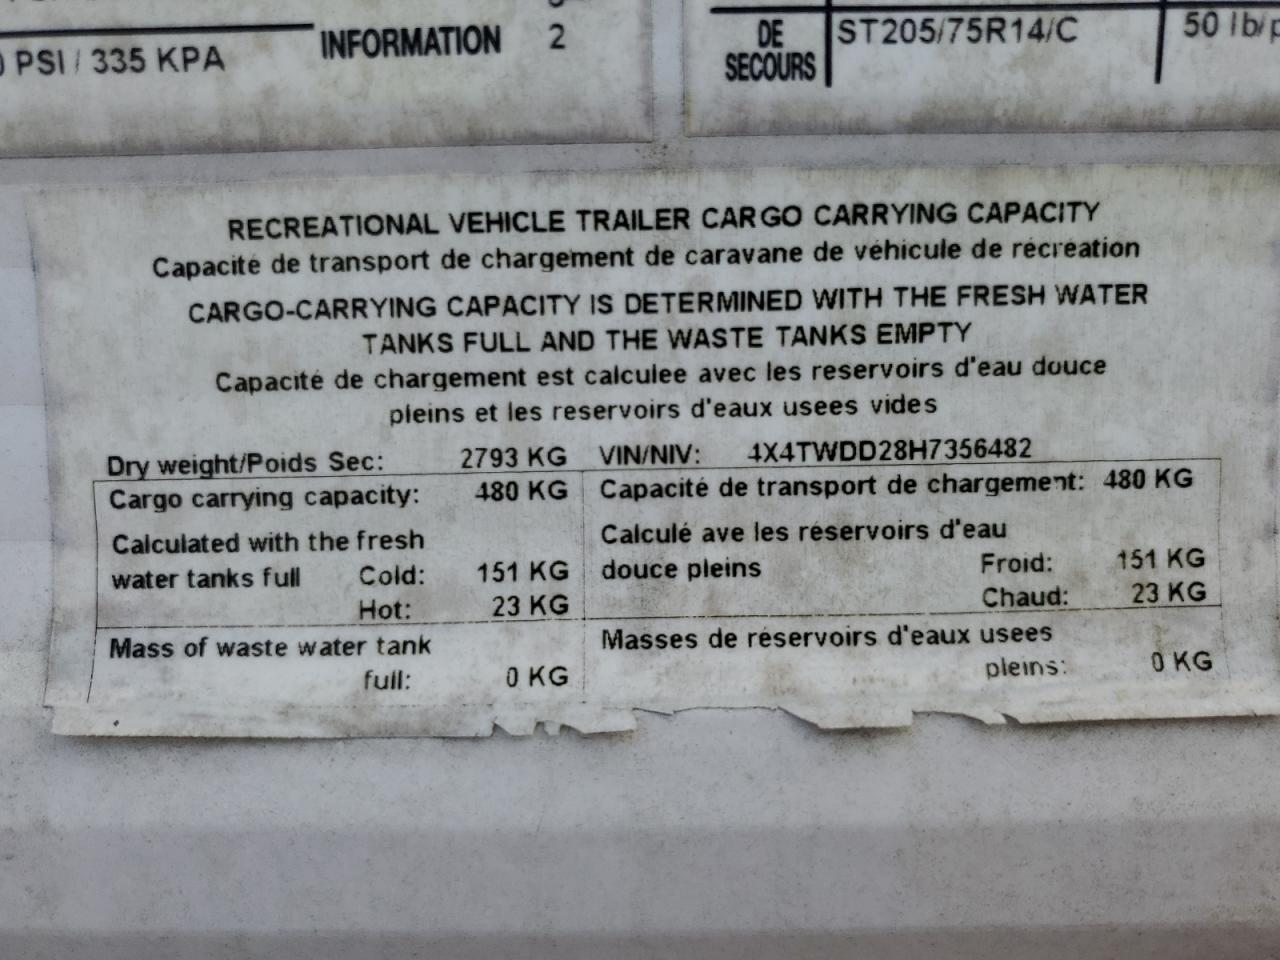 PSI / 335 KPA
INFORMATION 2
DE
SECOURS
ST205/75R14/C
50 lb/p
RECREATIONAL VEHICLE TRAILER CARGO CARRYING CAPACITY
Capacité de transport de chargement de caravane de véhicule de récreation
CARGO-CARRYING CAPACITY IS DETERMINED WITH THE FRESH WATER
TANKS FULL AND THE WASTE TANKS EMPTY
Capacité de chargement est calculee avec les reservoirs d'eau douce
pleins et les reservoirs d'eaux usees vides
Dry weight/Poids Sec: 2793 KG VIN/NIV: 4X4TWDD28H7356482
Cargo carrying capacity: 480 KG
Calculated with the fresh
water tanks full Cold: 151 KG
Hot: 23 KG
Mass of waste water tank
full: 0 KG
Capacité de transport de chargement: 480 KG
Calculé ave les réservoirs d'eau
douce pleins Froid: 151 KG
Chaud: 23 KG
Masses de réservoirs d'eaux usees
pleins: 0 KG